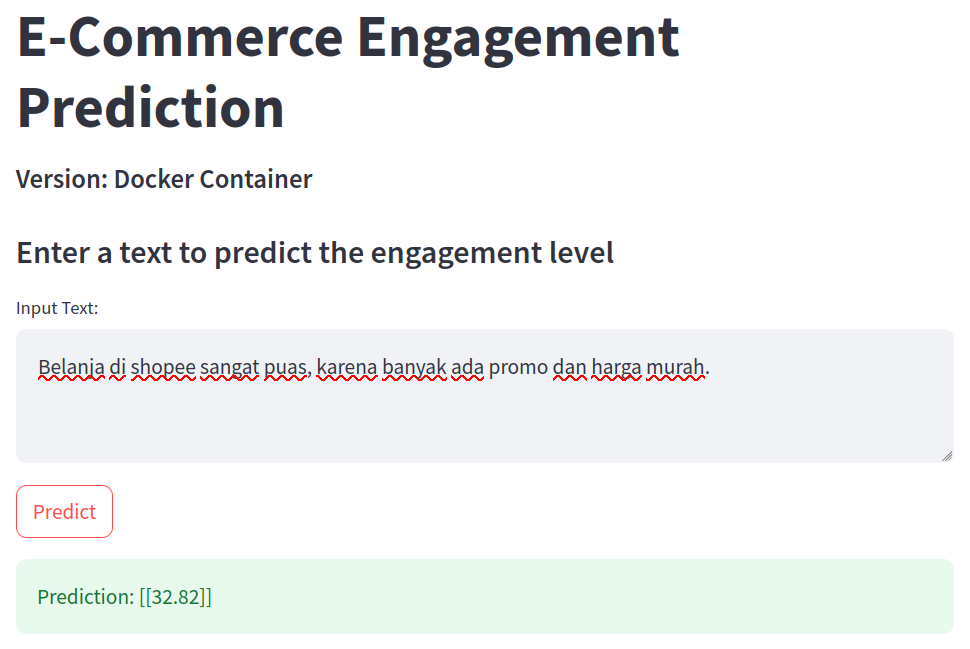 E-Commerce Engagement
Prediction
Version: Docker Container
Enter a text to predict the engagement level
Input Text:
Belanja di shopee sangat puas, karena banyak ada promo dan harga murah.
Predict
Prediction: [[32.82]]